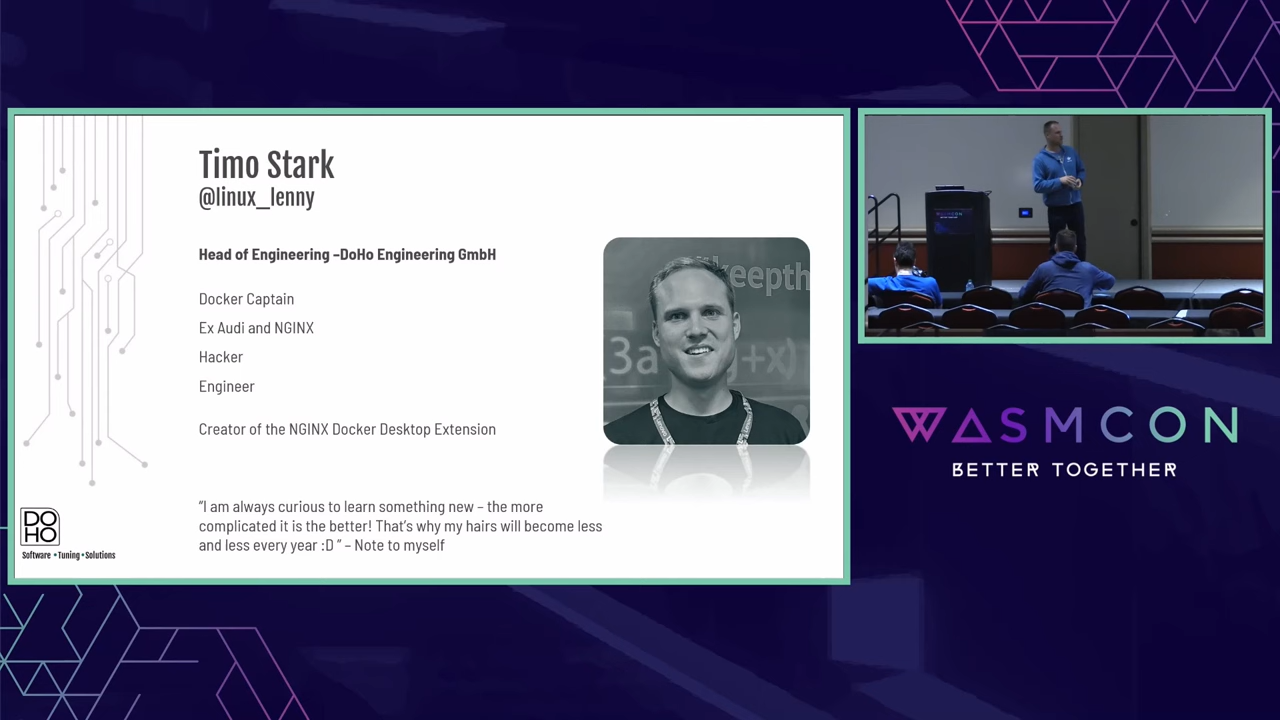 Timo Stark
@linux_lenny
Head of Engineering –DoHo Engineering GmbH
Docker Captain
Ex Audi and NGINX
Hacker
Engineer
Creator of the NGINX Docker Desktop Extension
“I am always curious to learn something new – the more
complicated it is the better! That’s why my hairs will become less
and less every year :D ” – Note to myself
#keepth
(3a
+x)
DO
HO
Software • Tuning • Solutions
WASMCON
WASMCON
BETTER TOGETHER